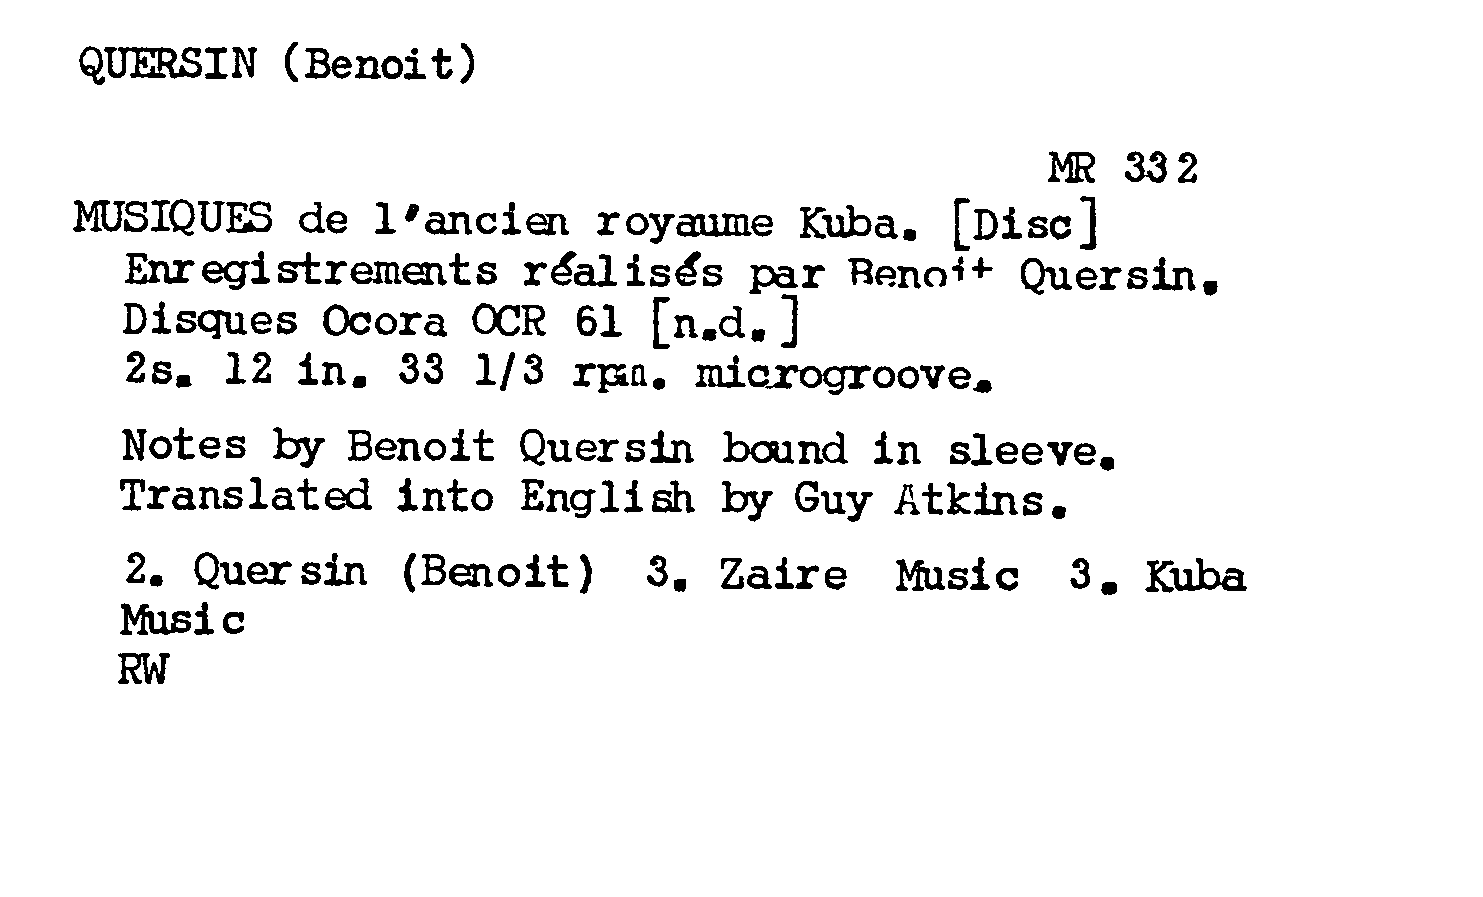 QUERSIN (Benoit)
MR 332
MUSIQUES de l'ancien royaume Kuba. [Disc]
Enregistrements réalisés par Benoit Quersin.
Disques Ocora OCR 61 [n.d.]
2s. 12 in. 33 1/3 rpm. microgroove.
Notes by Benoit Quersin bound in sleeve.
Translated into English by Guy Atkins.
2. Quersin (Benoit) 3. Zaire Music 3. Kuba
Music
RW